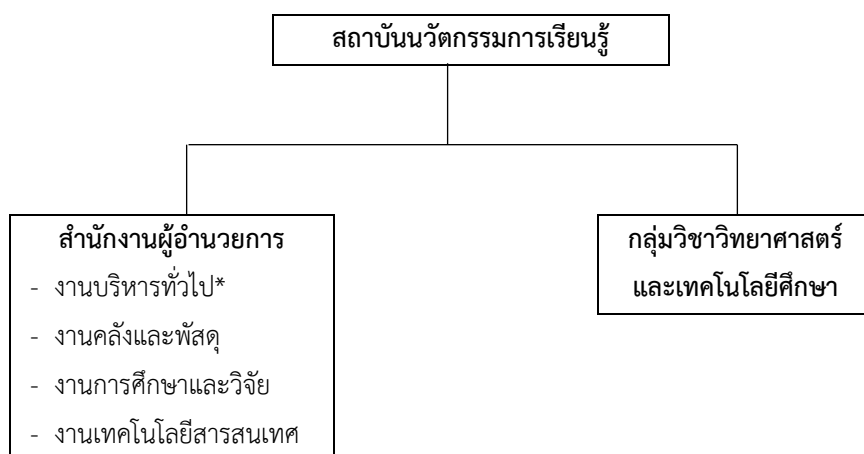 สถาบันนวัตกรรมการเรียนรู้
สำนักงานผู้อำนวยการ
- งานบริหารทั่วไป*
- งานคลังและพัสดุ
- งานการศึกษาและวิจัย
- งานเทคโนโลยีสารสนเทศ
กลุ่มวิชาวิทยาศาสตร์
และเทคโนโลยีศึกษา